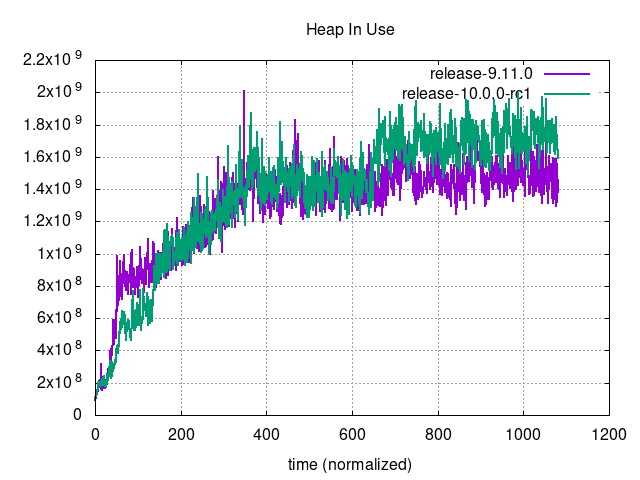 Heap In Use
2.2x10^9
2x10^9
1.8x10^9
1.6x10^9
1.4x10^9
1.2x10^9
1x10^9
8x10^8
6x10^8
4x10^8
2x10^8
0
release-9.11.0
release-10.0.0-rc1
0 200 400 600 800 1000 1200
time (normalized)